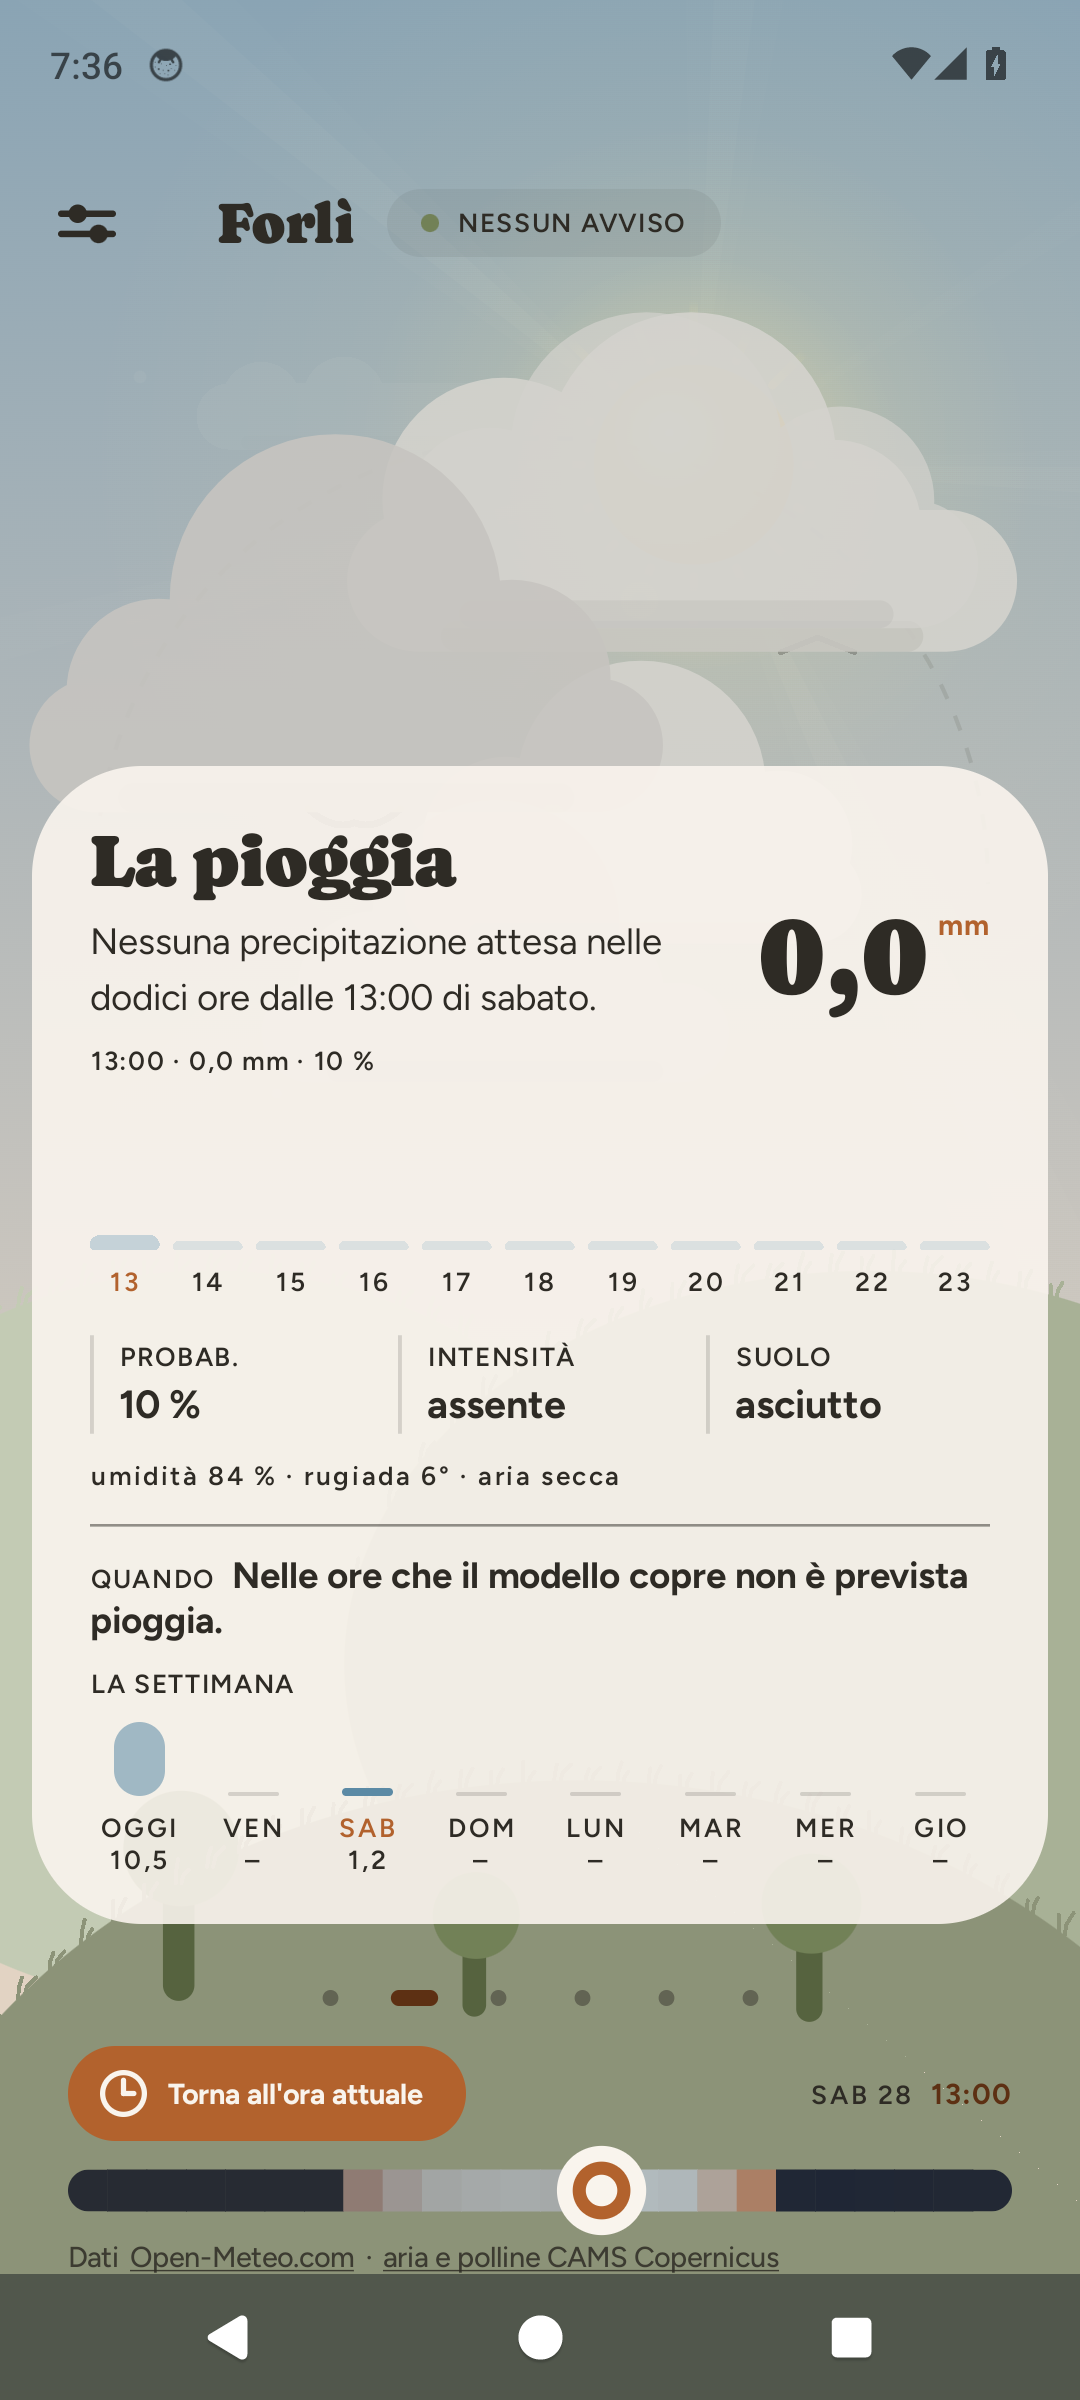 7:36
Forlì
NESSUN AVVISO
La pioggia
Nessuna precipitazione attesa nelle
dodici ore dalle 13:00 di sabato.
0,0 mm
13:00 · 0,0 mm · 10 %
13 14 15 16 17 18 19 20 21 22 23
PROBAB. INTENSITÀ SUOLO
10 % assente asciutto
umidità 84 % · rugiada 6° · aria secca
QUANDO Nelle ore che il modello copre non è prevista
pioggia.
LA SETTIMANA
OGGI VEN SAB DOM LUN MAR MER GIO
10,5 – 1,2 – – – – –
Torna all'ora attuale
SAB 28 13:00
Dati Open-Meteo.com · aria e polline CAMS Copernicus